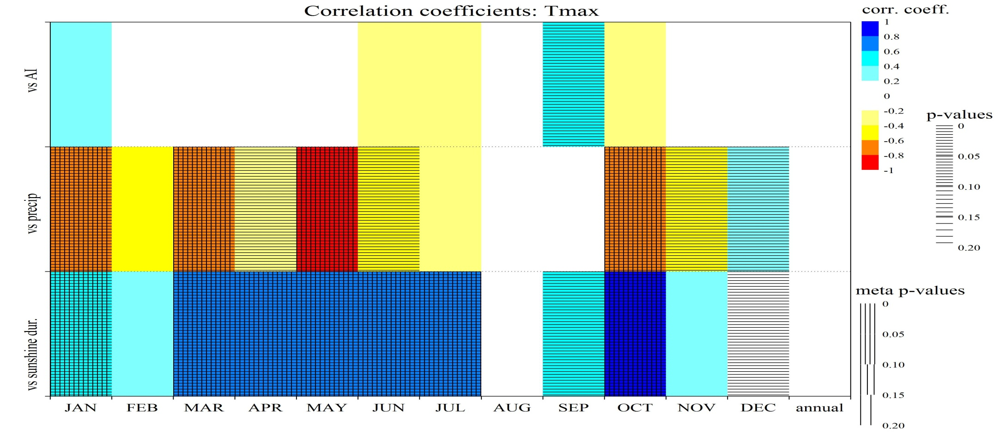 Correlation coefficients: Tmax
corr. coeff.
1
0.8
0.6
0.4
0.2
0
-0.2
-0.4
-0.6
-0.8
-1
p-values
0
0.05
0.10
0.15
0.20
meta p-values
0
0.05
0.10
0.15
0.20
vs AI
vs precip
vs sunshine dur.
JAN FEB MAR APR MAY JUN JUL AUG SEP OCT NOV DEC annual